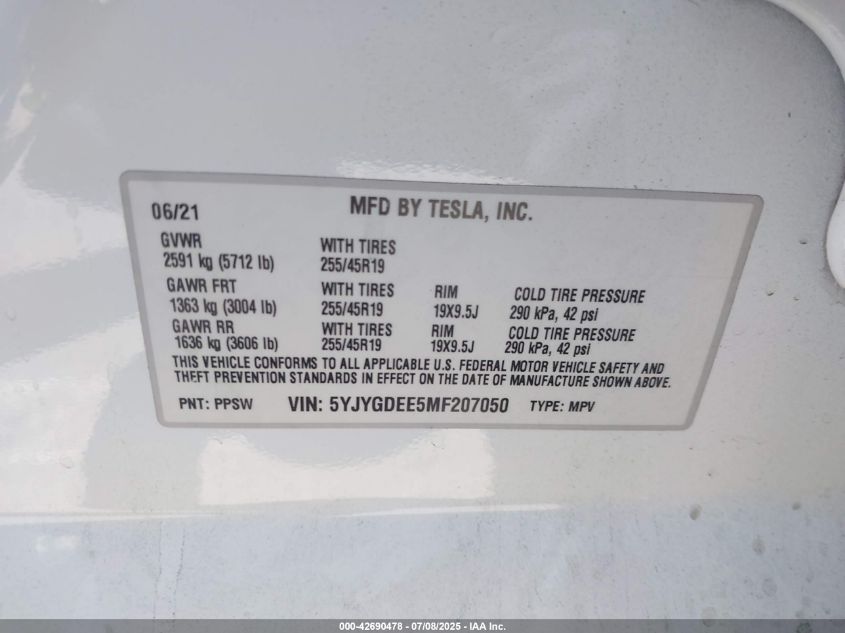 06/21 MFD BY TESLA, INC.
GVWR WITH TIRES
2591 kg (5712 lb) 255/45R19
GAWR FRT WITH TIRES RIM COLD TIRE PRESSURE
1363 kg (3004 lb) 255/45R19 19X9.5J 290 kPa, 42 psi
GAWR RR WITH TIRES RIM COLD TIRE PRESSURE
1636 kg (3606 lb) 255/45R19 19X9.5J 290 kPa, 42 psi
THIS VEHICLE CONFORMS TO ALL APPLICABLE U.S. FEDERAL MOTOR VEHICLE SAFETY AND
THEFT PREVENTION STANDARDS IN EFFECT ON THE DATE OF MANUFACTURE SHOWN ABOVE.
PNT: PPSW VIN: 5YJYGDEE5MF207050 TYPE: MPV
000-42690478 - 07/08/2025 - IAA Inc.